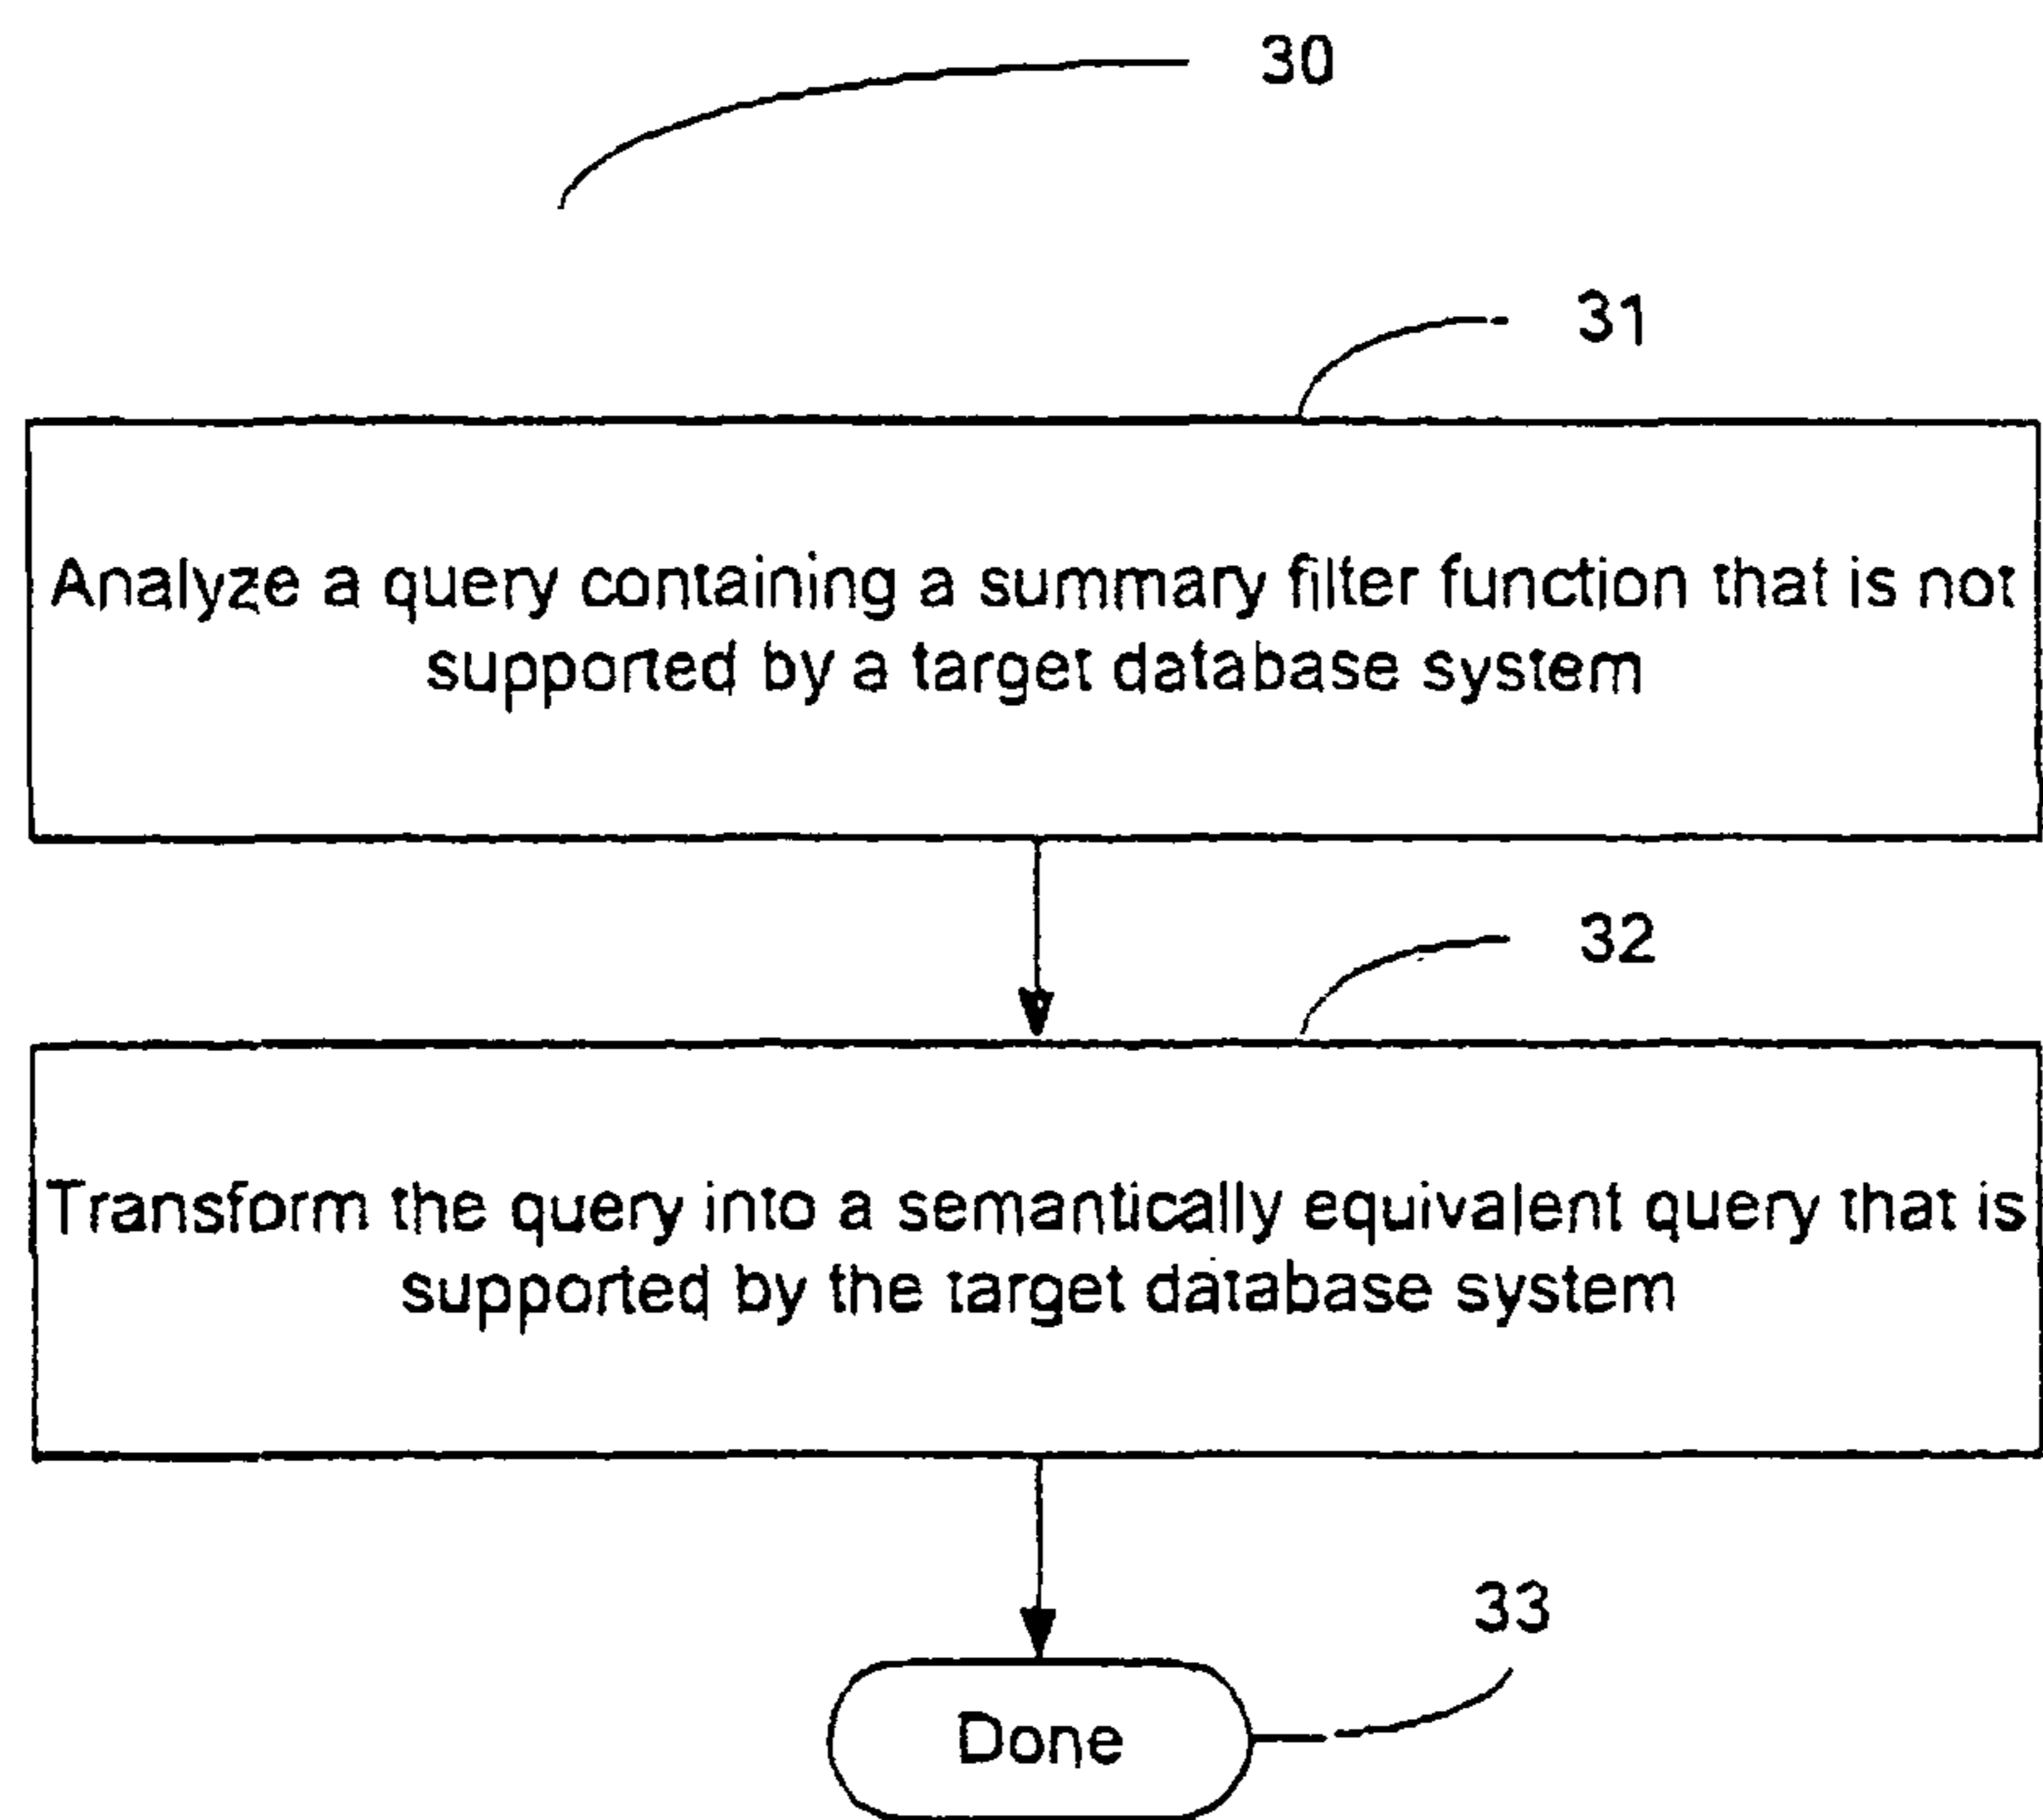 30
31
Analyze a query containing a summary filter function that is not
supported by a target database system
32
Transform the query into a semantically equivalent query that is
supported by the target database system
33
Done